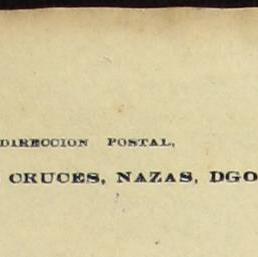 DIRECCION POSTAL,
CRUCES, NAZAS, DGO